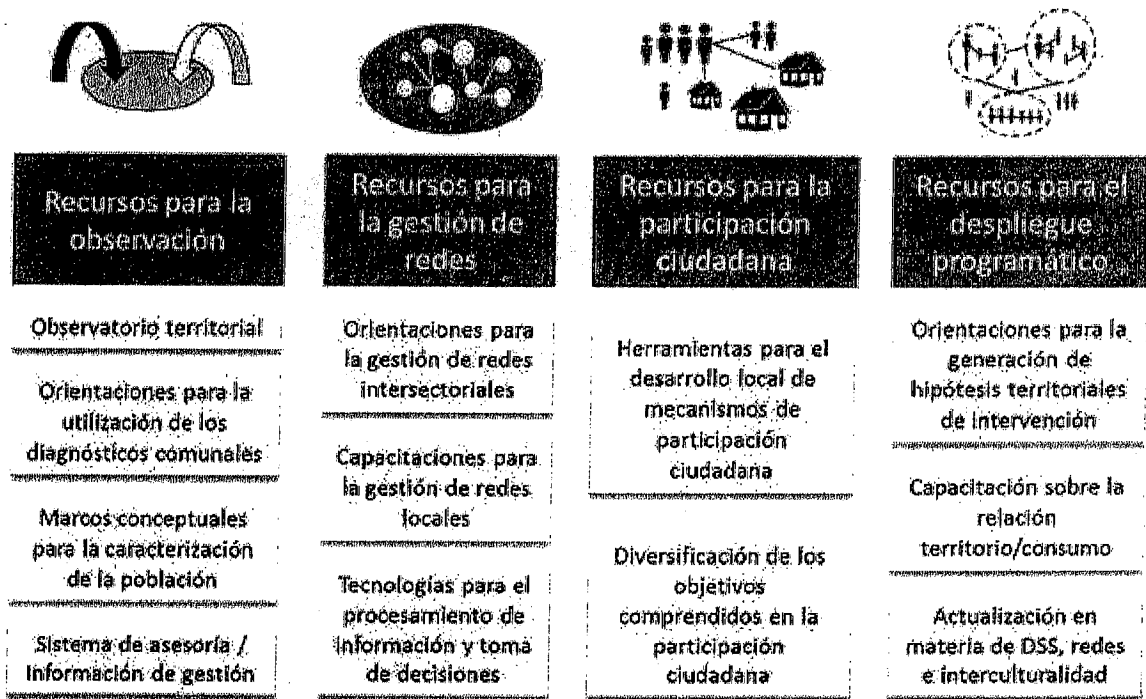 Recursos para la
observación
Observatorio territorial
Orientaciones para la
utilización de los
diagnósticos comunales
Marcos conceptuales
para la caracterización
de la población
Sistema de asesoría /
Información de gestión
Recursos para
la gestión de
redes
Orientaciones para
la gestión de redes
intersectoriales
Capacitaciones para
la gestión de redes
locales
Tecnologías para el
procesamiento de
información y toma
de decisiones
Recursos para la
participación
ciudadana
Herramientas para el
desarrollo local de
mecanismos de
participación
ciudadana
Diversificación de los
objetivos
comprendidos en la
participación
ciudadana
Recursos para el
despliegue
programático
Orientaciones para la
generación de
hipótesis territoriales
de intervención
Capacitación sobre la
relación
territorio/consumo
Actualización en
materia de DSS, redes
e interculturalidad